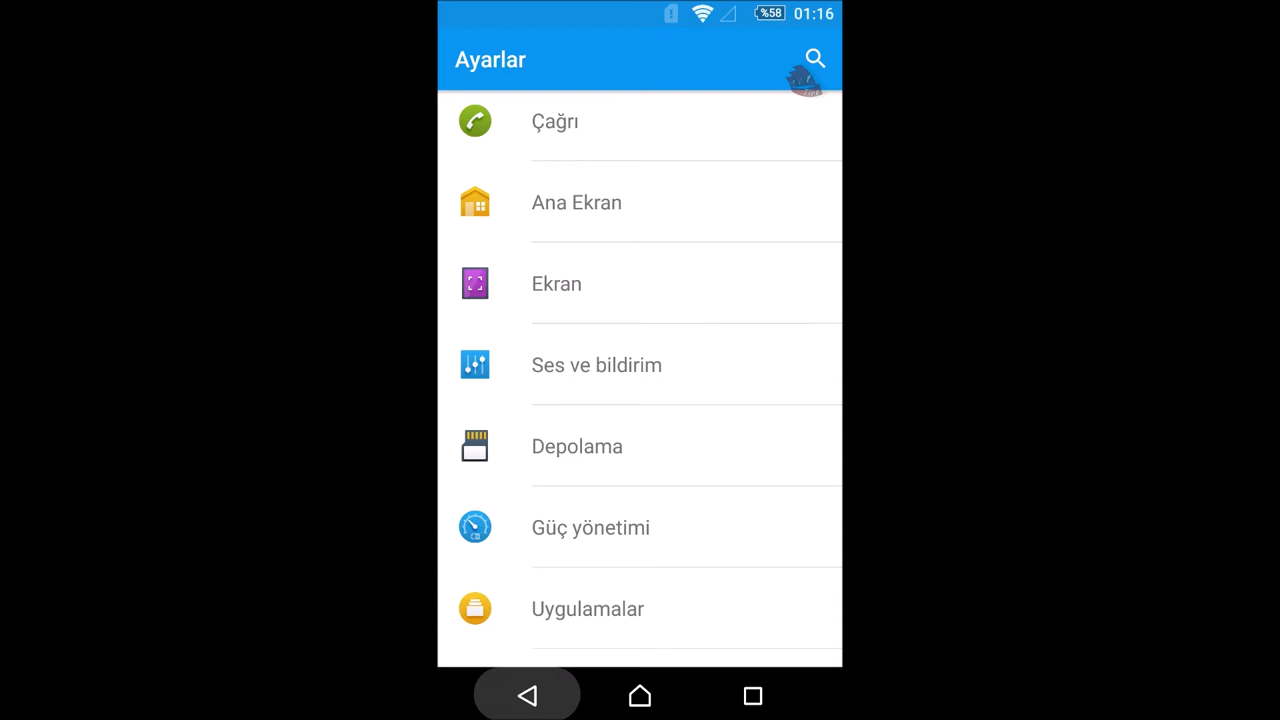 %58 01:16
Ayarlar
Çağrı
Ana Ekran
Ekran
Ses ve bildirim
Depolama
Güç yönetimi
Uygulamalar